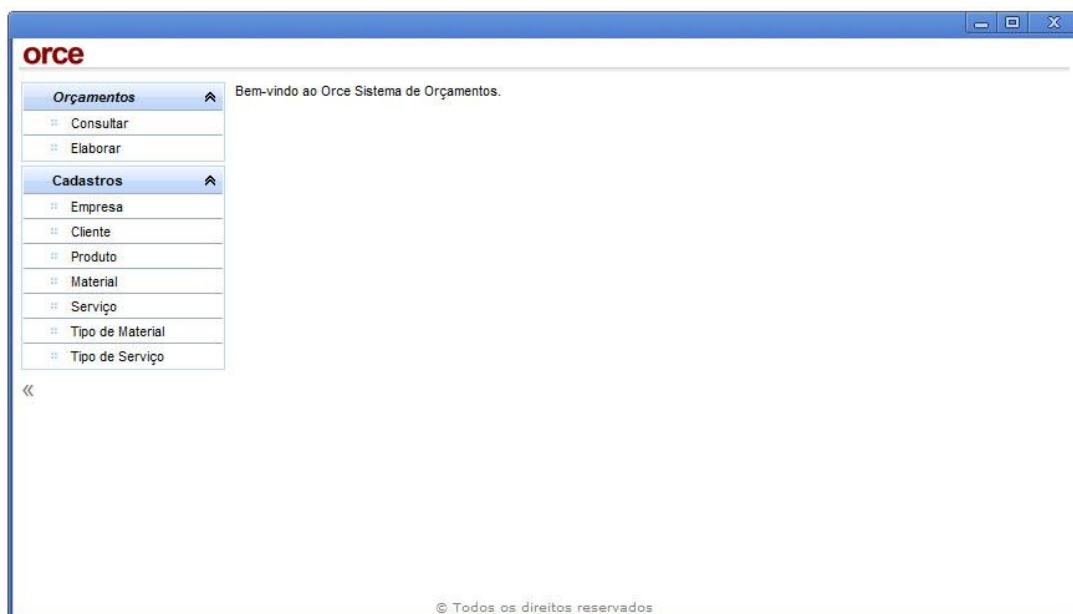 orce
Orçamentos
Consultar
Elaborar
Cadastros
Empresa
Cliente
Produto
Material
Serviço
Tipo de Material
Tipo de Serviço
Bem-vindo ao Orce Sistema de Orçamentos.
© Todos os direitos reservados